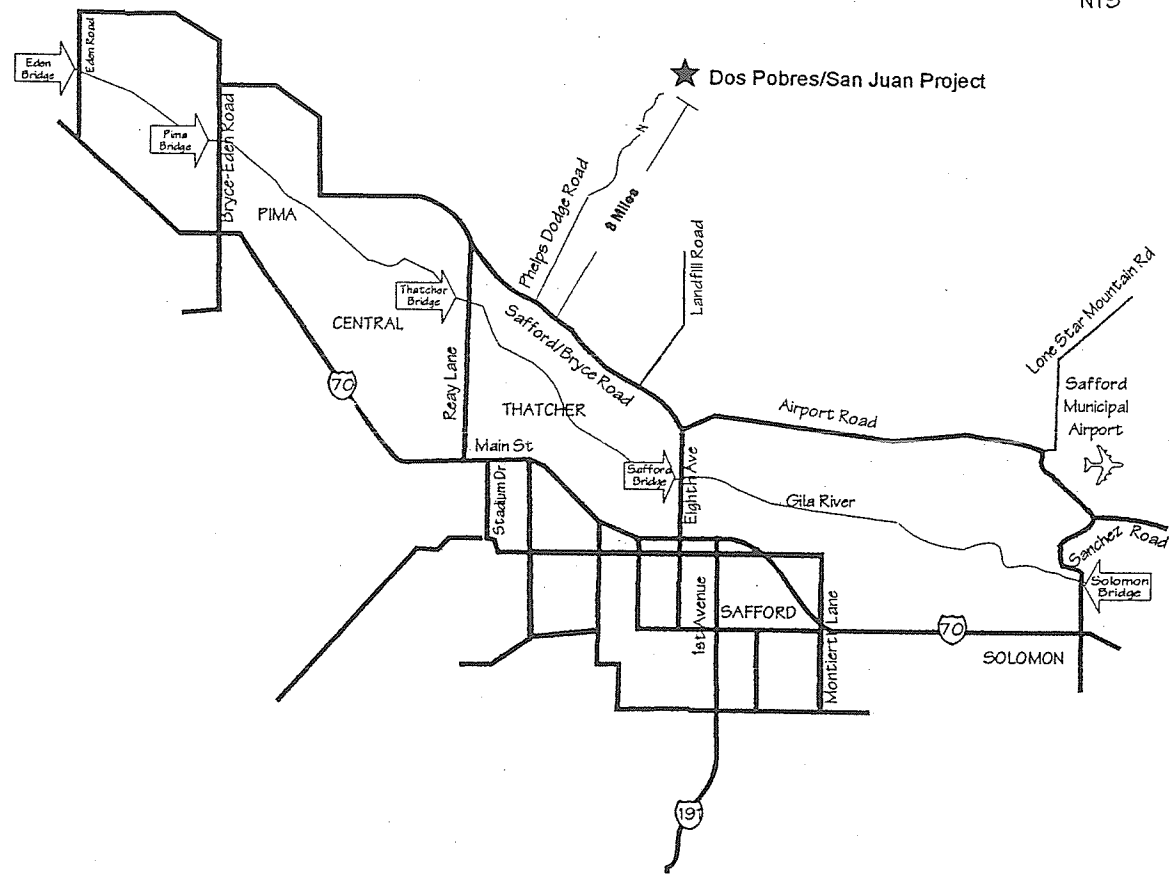 NTS
Eden
Bridge
Eden Road
Dos Pobres/San Juan Project
Pima
Bridge
Bryce-Eden Road
PIMA
N
Phelps Dodge Road
8 Miles
Landfill Road
Lone Star Mountain Rd
Thatcher
Bridge
CENTRAL
Safford/Bryce Road
70
Reay Lane
THATCHER
Airport Road
Safford
Municipal
Airport
Main St
Stadium Dr
Safford
Bridge
Eighth Ave
Gila River
Sanchez Road
Solomon
Bridge
1st Avenue
SAFFORD
Montierth Lane
70
SOLOMON
191